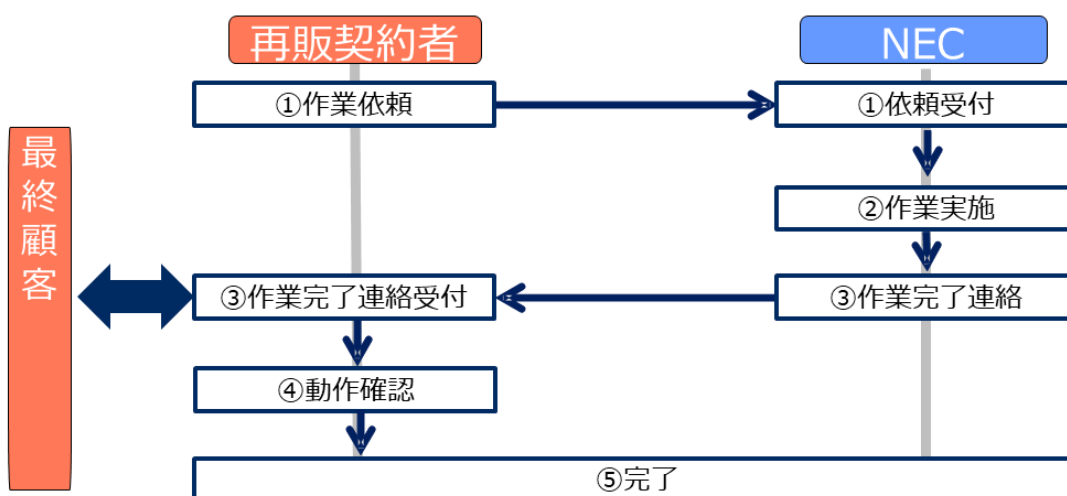 再販契約者
NEC
①作業依頼
①依頼受付
最終顧客
②作業実施
③作業完了連絡受付
③作業完了連絡
④動作確認
⑤完了